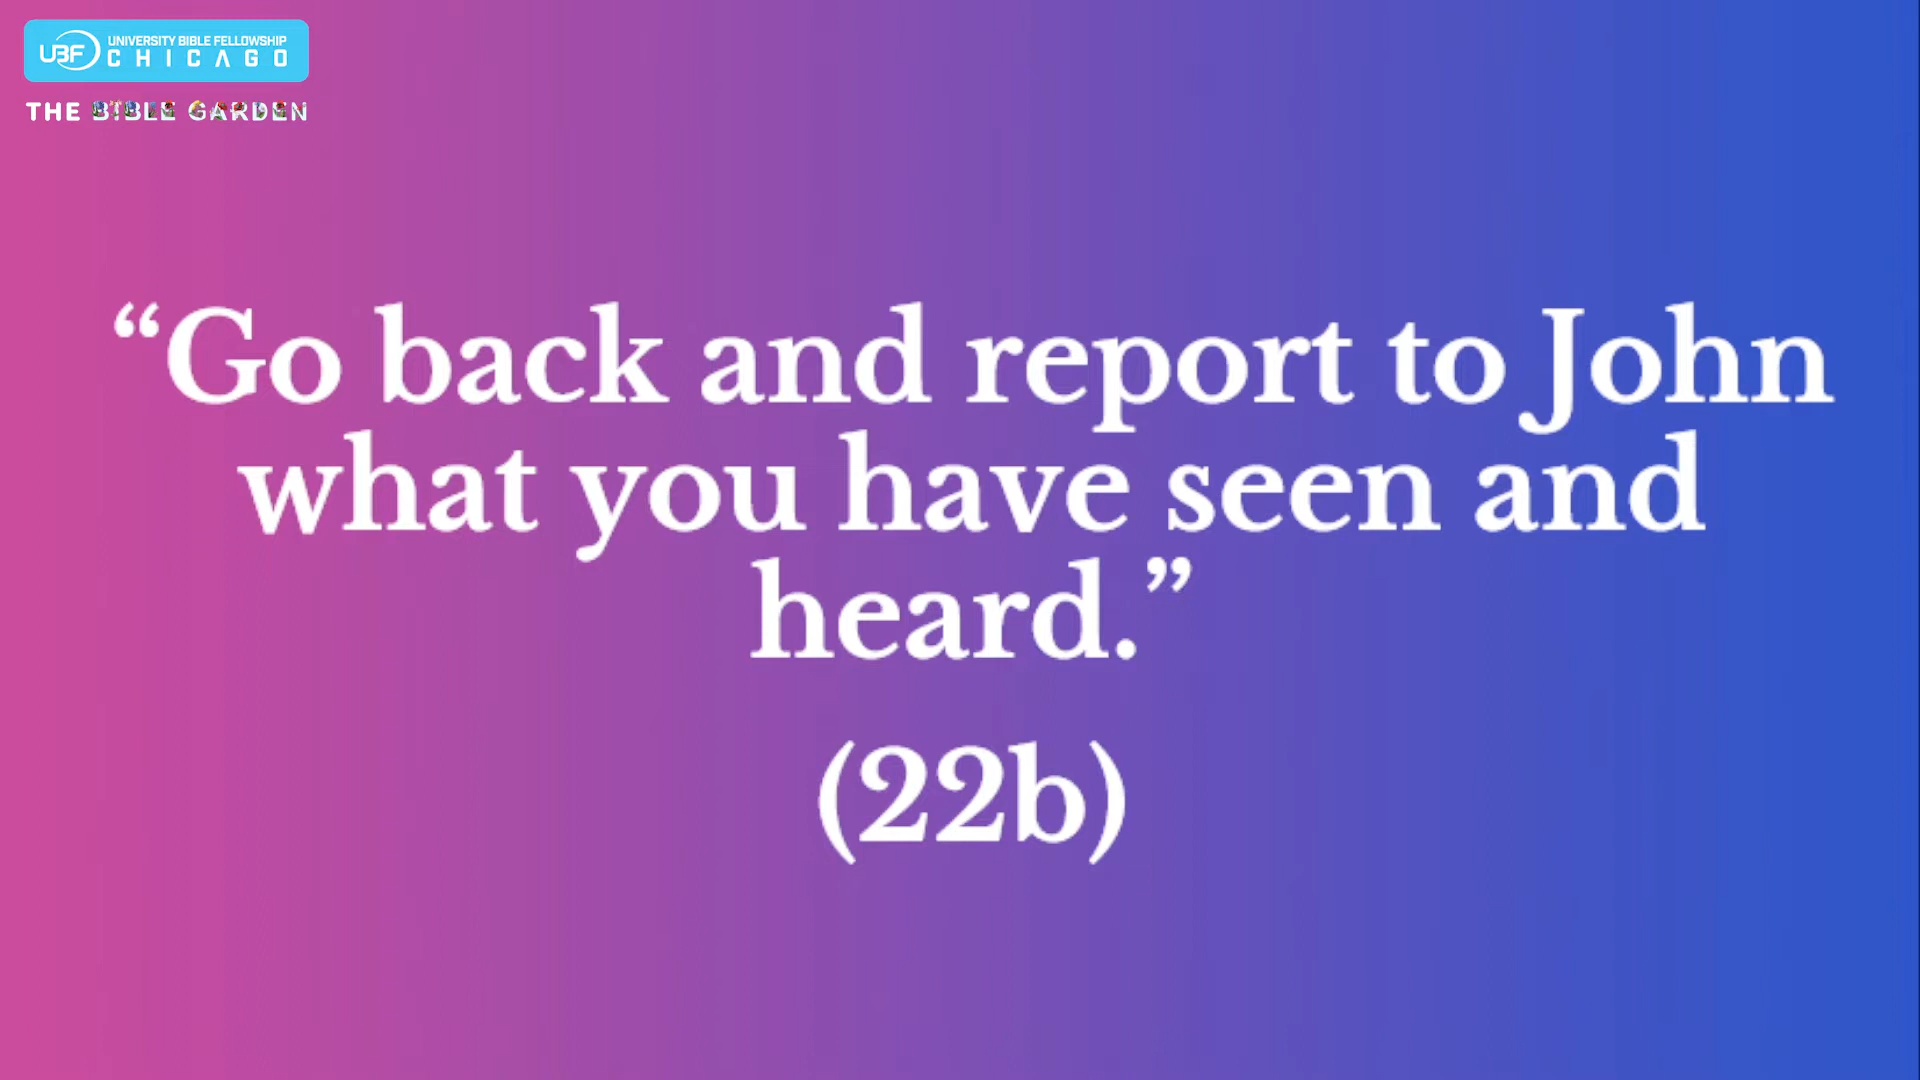 UBF UNIVERSITY BIBLE FELLOWSHIP
CHICAGO
THE BIBLE GARDEN
“Go back and report to John
what you have seen and
heard.”
(22b)